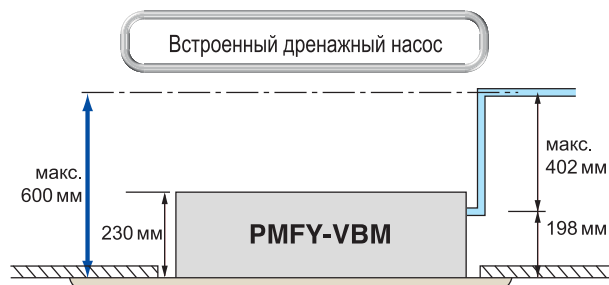 Встроенный дренажный насос
макс.
600 мм
230 мм
PMFY-VBM
макс.
402 мм
198 мм